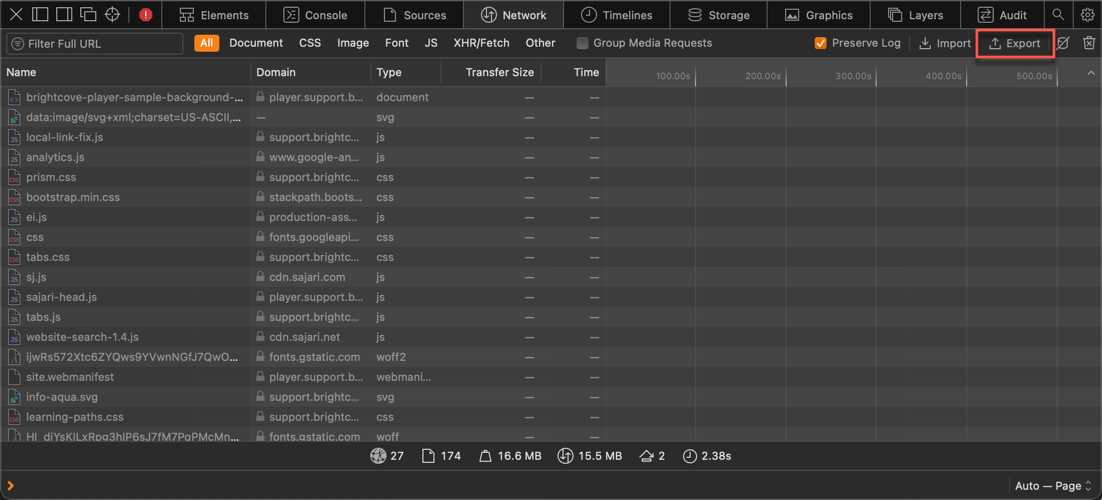 Elements Console Sources Network Timelines Storage Graphics Layers Audit
Filter Full URL All Document CSS Image Font JS XHR/Fetch Other Group Media Requests Preserve Log Import Export
Name Domain Type Transfer Size Time 100.00s 200.00s 300.00s 400.00s 500.00s
brightcove-player-sample-background-... player.support.b... document — —
data:image/svg+xml;charset=US-ASCII,... — svg — —
local-link-fix.js support.brightc... js — —
analytics.js www.google-an... js — —
prism.css support.brightc... css — —
bootstrap.min.css stackpath.boots... css — —
ei.js production-ass... js — —
css fonts.googleapi... css — —
tabs.css support.brightc... css — —
sj.js cdn.sajari.com js — —
sajari-head.js player.support.b... js — —
tabs.js support.brightc... js — —
website-search-1.4.js cdn.sajari.net js — —
ijwRs572Xtc6ZYQws9YVwnNGfJ7QwO... fonts.gstatic.com woff2 — —
site.webmanifest player.support.b... webmani... — —
info-aqua.svg support.brightc... svg — —
learning-paths.css support.brightc... css — —
fonts.gstatic.com woff — —
27 174 16.6 MB 15.5 MB 2 2.38s
Auto — Page